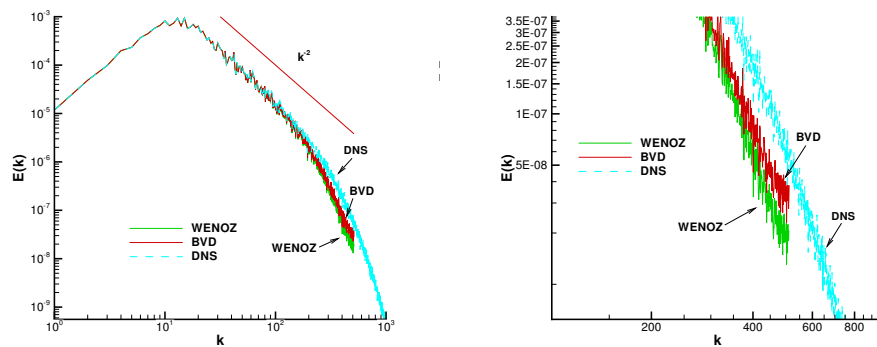 10⁻³
10⁻⁴
10⁻⁵
10⁻⁶
10⁻⁷
10⁻⁸
10⁻⁹
E(k)
k⁻²
DNS
BVD
WENOZ
WENOZ
BVD
DNS
10⁰
10¹
10²
10³
k
3.5E-07
3E-07
2.5E-07
2E-07
1.5E-07
1E-07
5E-08
E(k)
WENOZ
BVD
DNS
BVD
WENOZ
DNS
200
400
600
800
k